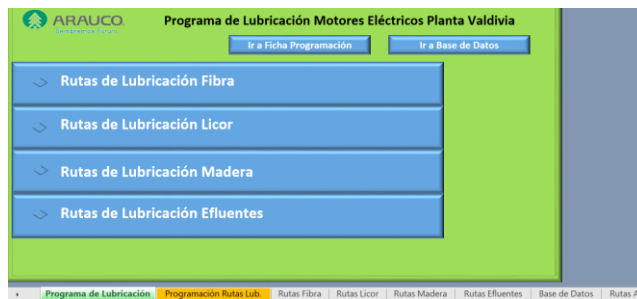 ARAUCO
Sembremos Futuro
Programa de Lubricación Motores Eléctricos Planta Valdivia
Ir a Ficha Programación
Ir a Base de Datos
Rutas de Lubricación Fibra
Rutas de Lubricación Licor
Rutas de Lubricación Madera
Rutas de Lubricación Efluentes
Programa de Lubricación Programación Rutas Lub. Rutas Fibra Rutas Licor Rutas Madera Rutas Efluentes Base de Datos Rutas A